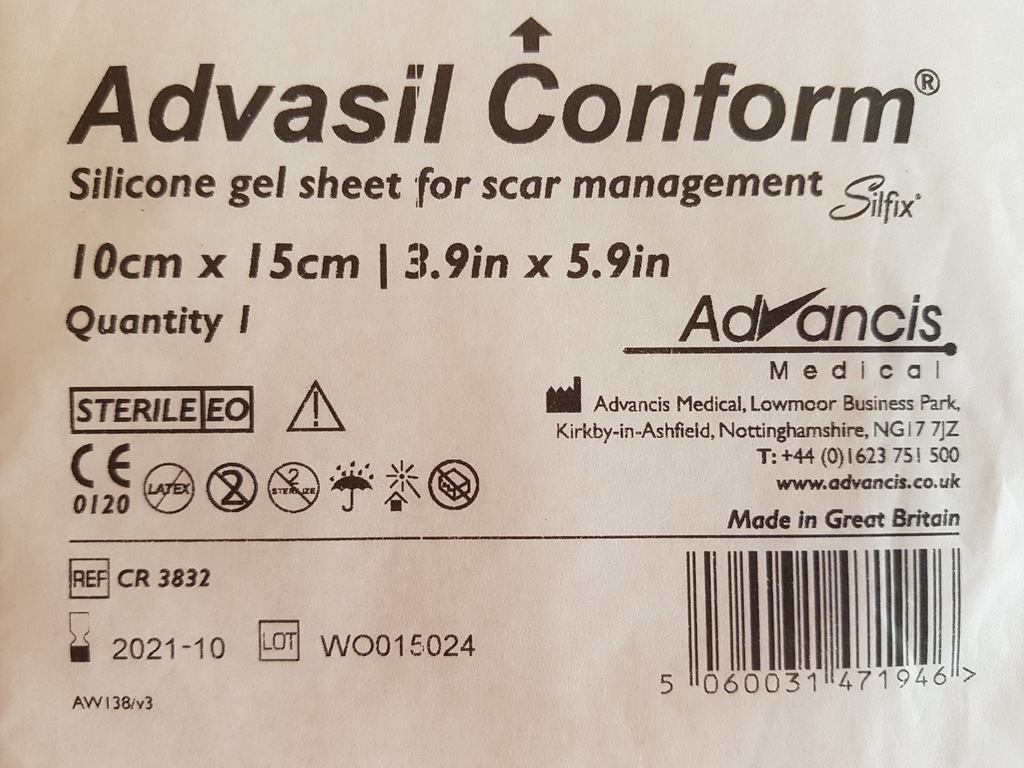 Advasil Conform®
Silicone gel sheet for scar management Silfix®
10cm x 15cm | 3.9in x 5.9in
Quantity 1
Advancis
Medical
STERILE EO
Advancis Medical, Lowmoor Business Park,
Kirkby-in-Ashfield, Nottinghamshire, NG17 7JZ
T: +44 (0)1623 751 500
www.advancis.co.uk
Made in Great Britain
CE
0120
LATEX
2
2
STERILIZE
REF CR 3832
2021-10 LOT WO015024
AW138/v3
5 060031 471946 >